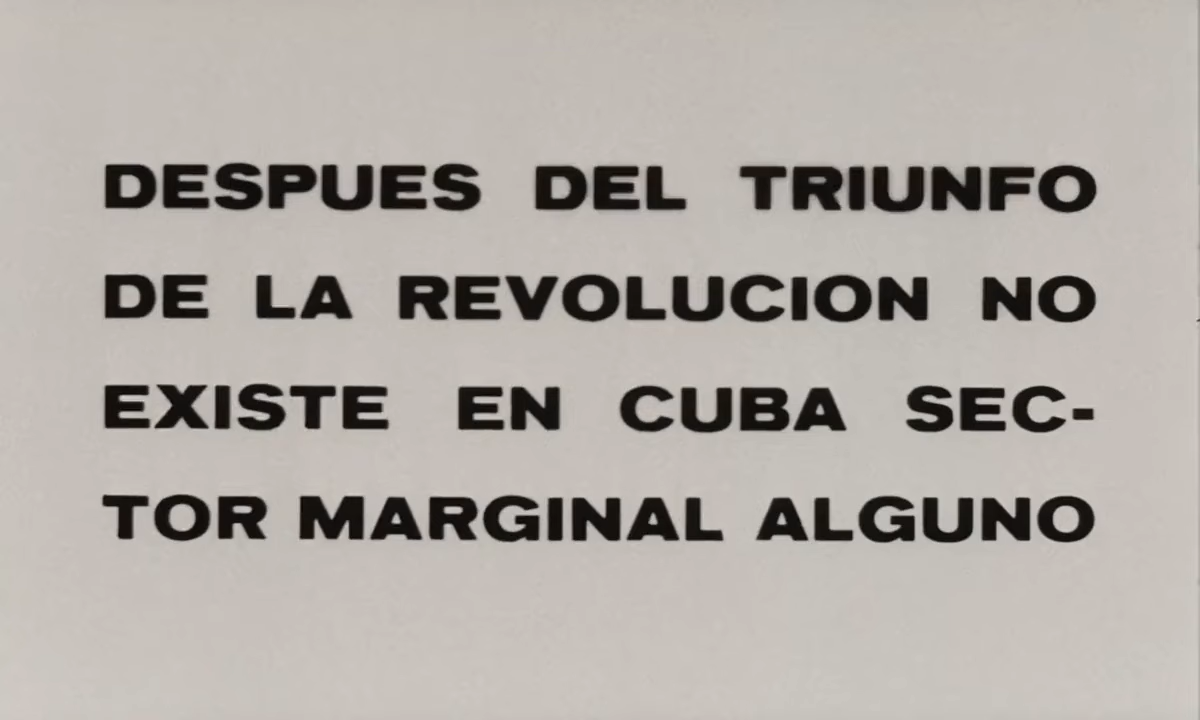 DESPUES DEL TRIUNFO
DE LA REVOLUCION NO
EXISTE EN CUBA SEC-
TOR MARGINAL ALGUNO